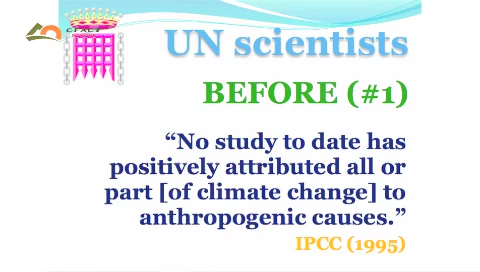 CFACT
UN scientists
BEFORE (#1)
“No study to date has
positively attributed all or
part [of climate change] to
anthropogenic causes.”
IPCC (1995)